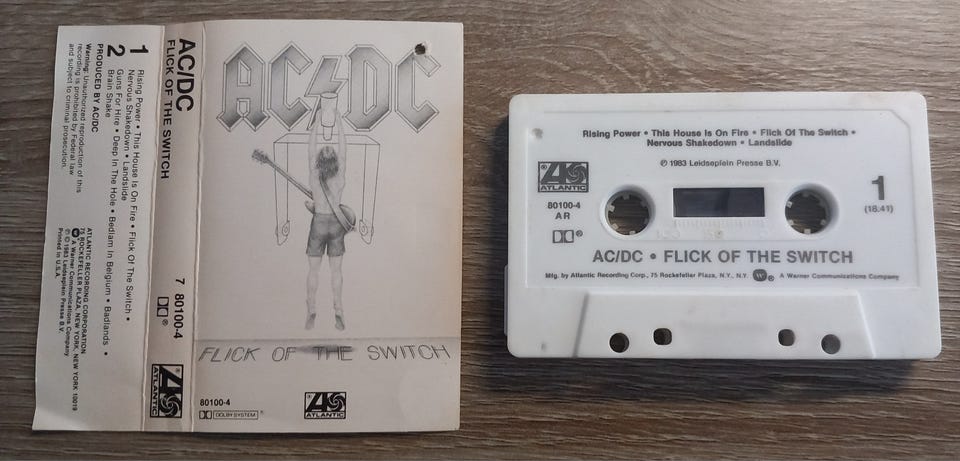 1
Rising Power • This House Is On Fire • Flick Of The Switch •
Nervous Shakedown • Landslide
2
Guns For Hire • Deep In The Hole • Bedlam In Belgium • Badlands •
Brain Shake
PRODUCED BY AC/DC
Warning: Unauthorized reproduction of this
recording is prohibited by Federal law
and subject to criminal prosecution.
ATLANTIC RECORDING CORPORATION
75 ROCKEFELLER PLAZA, NEW YORK, NEW YORK 10019
W ® A Warner Communications Company
℗ © 1983 Leidseplein Presse B.V.
Printed in U.S.A.
AC/DC
FLICK OF THE SWITCH
7 80100-4
®
ATLANTIC
AC DC
FLICK OF THE SWITCH
80100-4
DOLBY SYSTEM ®
ATLANTIC
Rising Power • This House Is On Fire • Flick Of The Switch •
Nervous Shakedown • Landslide
℗ 1983 Leidseplein Presse B.V.
ATLANTIC
80100-4
AR
®
1
(18:41)
AC/DC • FLICK OF THE SWITCH
Mfg. by Atlantic Recording Corp., 75 Rockefeller Plaza, N.Y., N.Y. W ® A Warner Communications Company